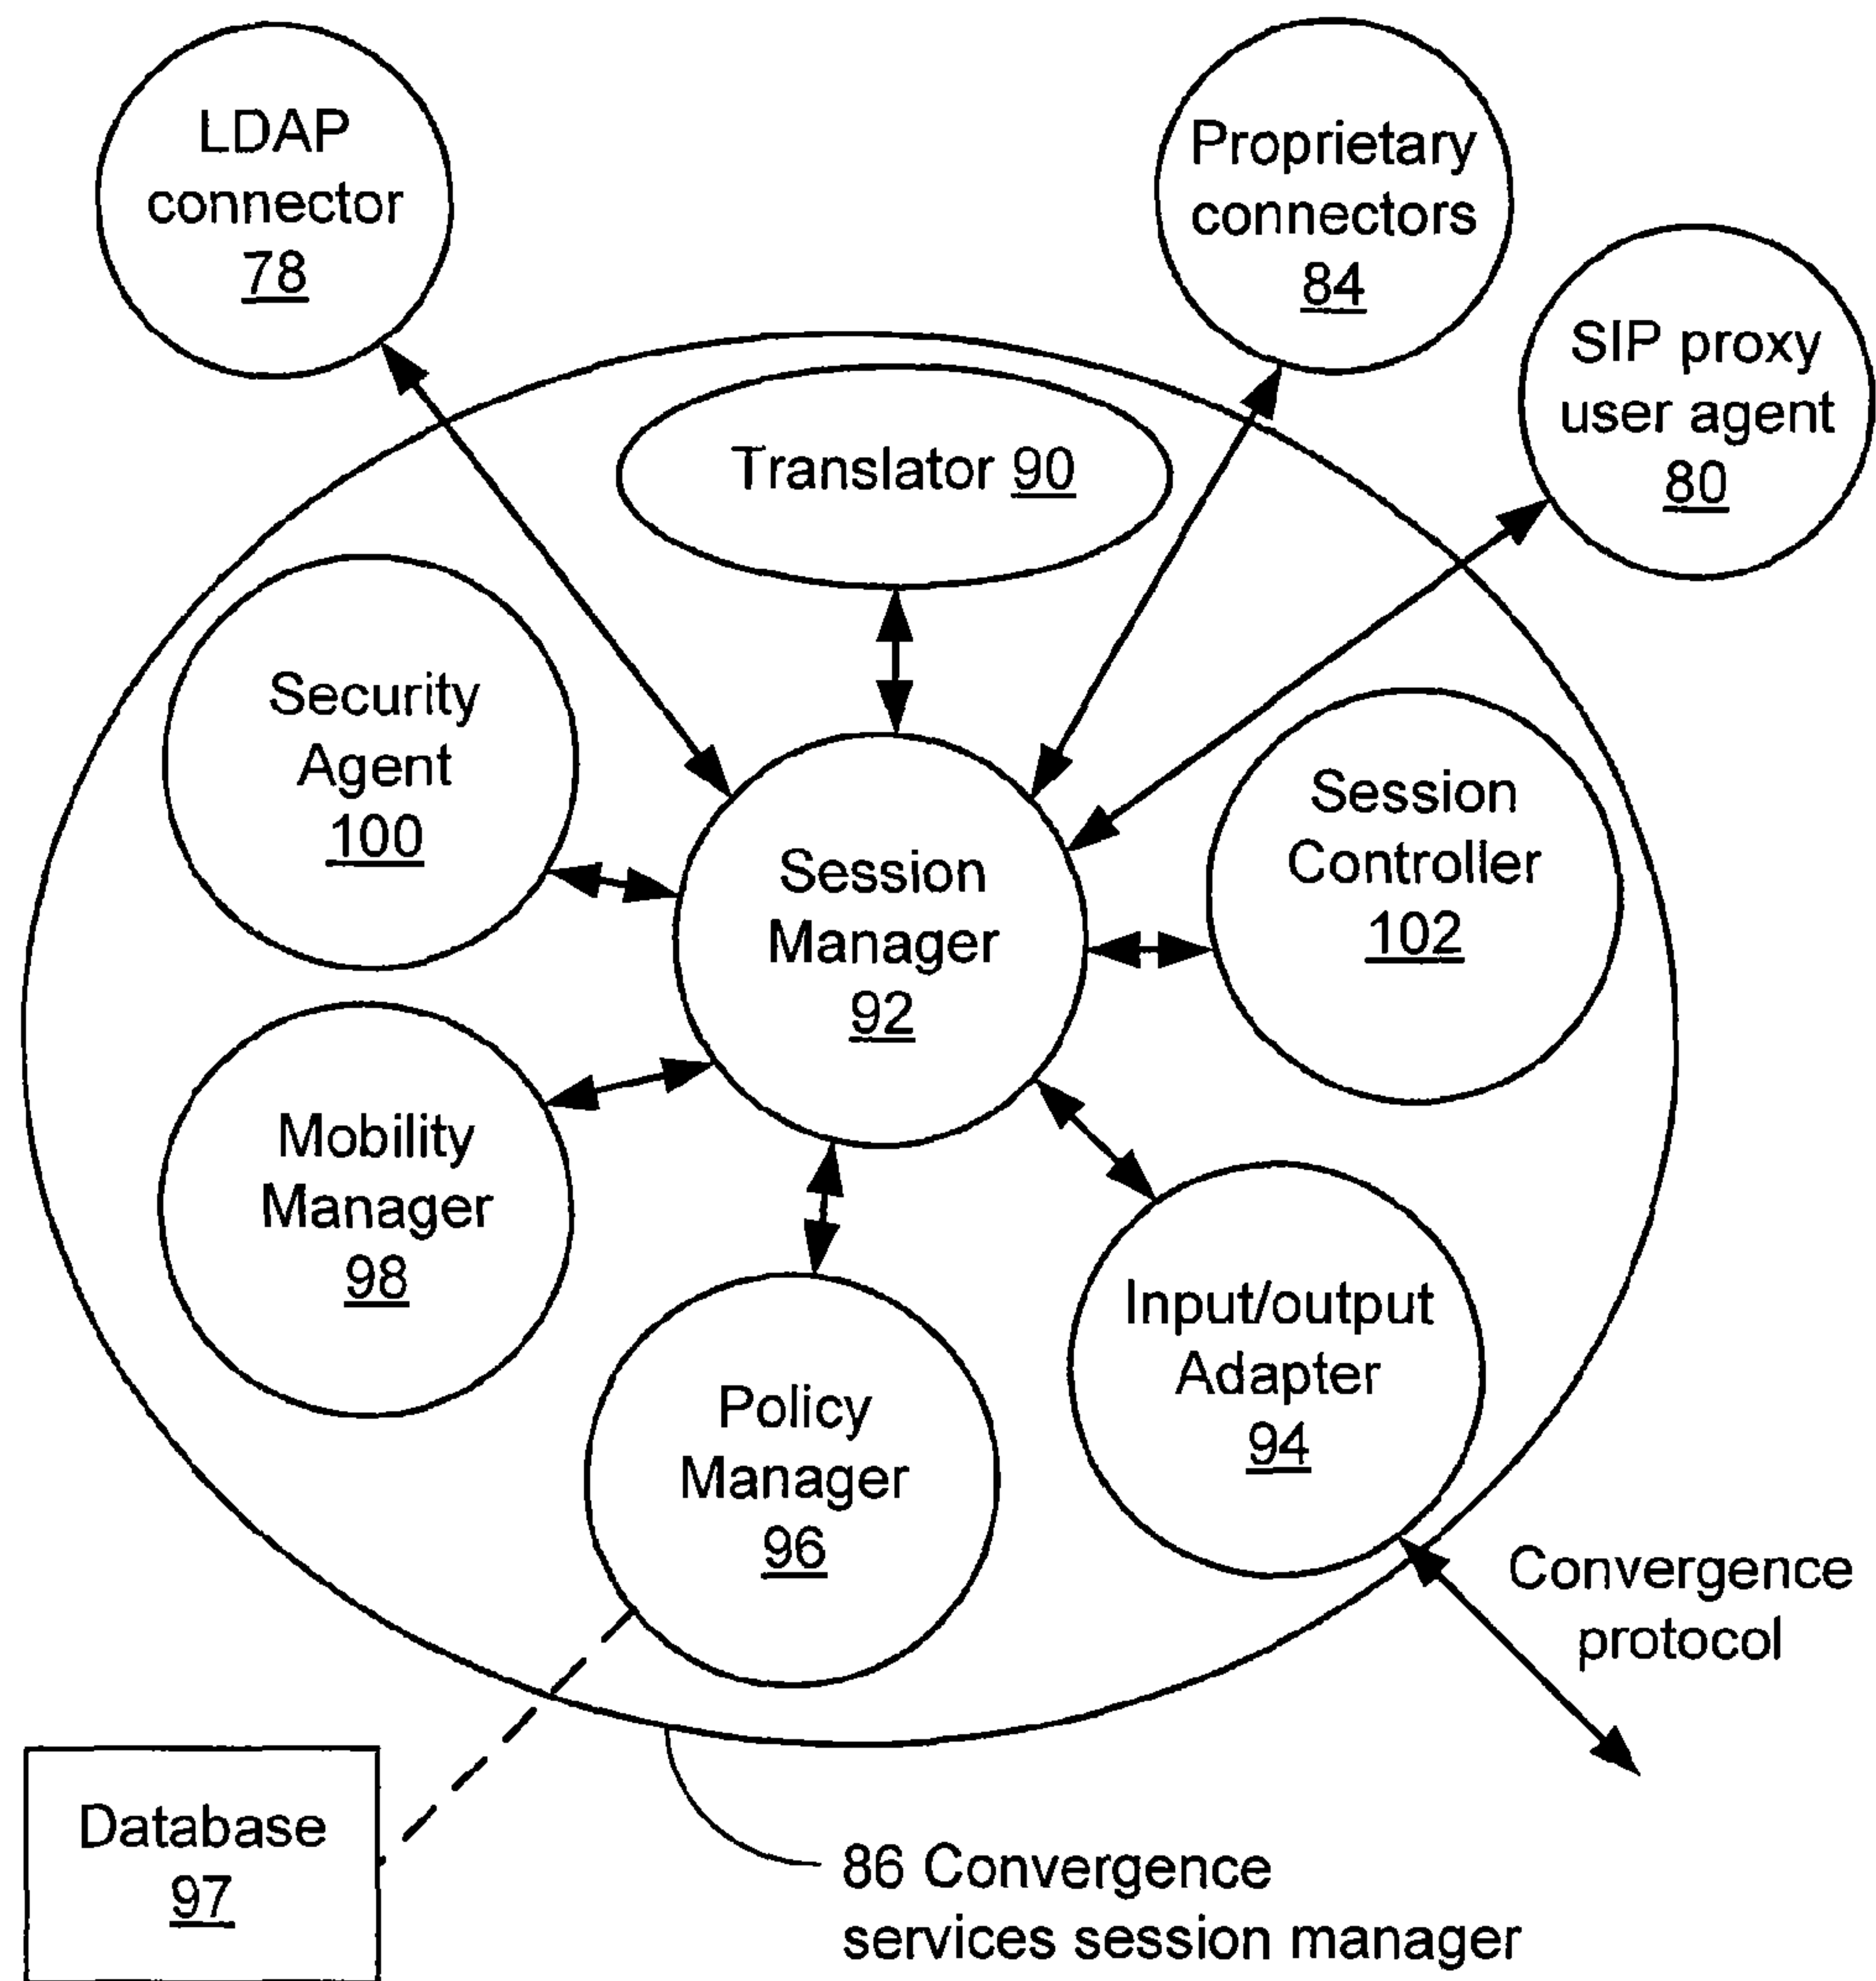 LDAP
connector
78
Proprietary
connectors
84
SIP proxy
user agent
80
Translator 90
Security
Agent
100
Session
Manager
92
Session
Controller
102
Mobility
Manager
98
Policy
Manager
96
Input/output
Adapter
94
Convergence
protocol
Database
97
86 Convergence
services session manager